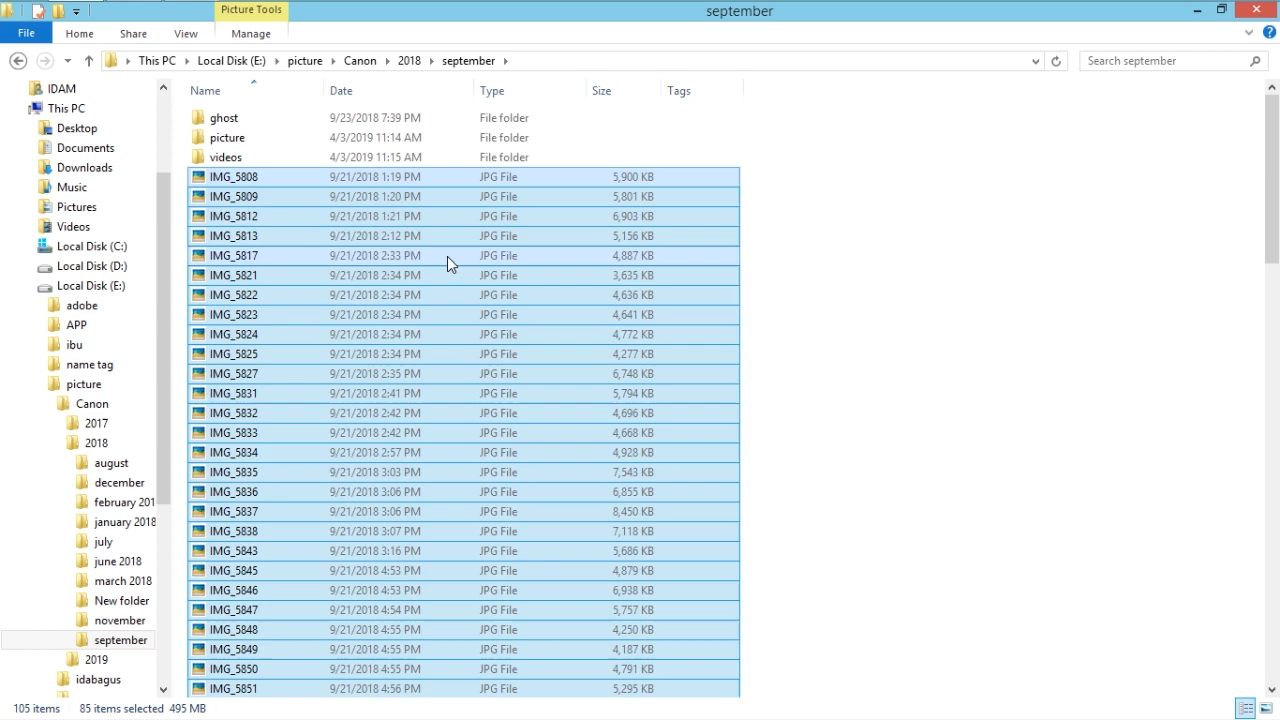 Picture Tools
september
File Home Share View Manage
This PC Local Disk (E:) picture Canon 2018 september
Search september
IDAM
This PC
Desktop
Documents
Downloads
Music
Pictures
Videos
Local Disk (C:)
Local Disk (D:)
Local Disk (E:)
adobe
APP
ibu
name tag
picture
Canon
2017
2018
august
december
february 201
january 2018
july
june 2018
march 2018
New folder
november
september
2019
idabagus
Name Date Type Size Tags
ghost 9/23/2018 7:39 PM File folder
picture 4/3/2019 11:14 AM File folder
videos 4/3/2019 11:15 AM File folder
IMG_5808 9/21/2018 1:19 PM JPG File 5,900 KB
IMG_5809 9/21/2018 1:20 PM JPG File 5,801 KB
IMG_5812 9/21/2018 1:21 PM JPG File 6,903 KB
IMG_5813 9/21/2018 2:12 PM JPG File 5,156 KB
IMG_5817 9/21/2018 2:33 PM JPG File 4,887 KB
IMG_5821 9/21/2018 2:34 PM JPG File 3,635 KB
IMG_5822 9/21/2018 2:34 PM JPG File 4,636 KB
IMG_5823 9/21/2018 2:34 PM JPG File 4,641 KB
IMG_5824 9/21/2018 2:34 PM JPG File 4,772 KB
IMG_5825 9/21/2018 2:34 PM JPG File 4,277 KB
IMG_5827 9/21/2018 2:35 PM JPG File 6,748 KB
IMG_5831 9/21/2018 2:41 PM JPG File 5,794 KB
IMG_5832 9/21/2018 2:42 PM JPG File 4,696 KB
IMG_5833 9/21/2018 2:42 PM JPG File 4,668 KB
IMG_5834 9/21/2018 2:57 PM JPG File 4,928 KB
IMG_5835 9/21/2018 3:03 PM JPG File 7,543 KB
IMG_5836 9/21/2018 3:06 PM JPG File 6,855 KB
IMG_5837 9/21/2018 3:06 PM JPG File 8,450 KB
IMG_5838 9/21/2018 3:07 PM JPG File 7,118 KB
IMG_5843 9/21/2018 3:16 PM JPG File 5,686 KB
IMG_5845 9/21/2018 4:53 PM JPG File 4,879 KB
IMG_5846 9/21/2018 4:53 PM JPG File 6,938 KB
IMG_5847 9/21/2018 4:54 PM JPG File 5,757 KB
IMG_5848 9/21/2018 4:55 PM JPG File 4,250 KB
IMG_5849 9/21/2018 4:55 PM JPG File 4,187 KB
IMG_5850 9/21/2018 4:55 PM JPG File 4,791 KB
IMG_5851 9/21/2018 4:56 PM JPG File 5,295 KB
105 items 85 items selected 495 MB